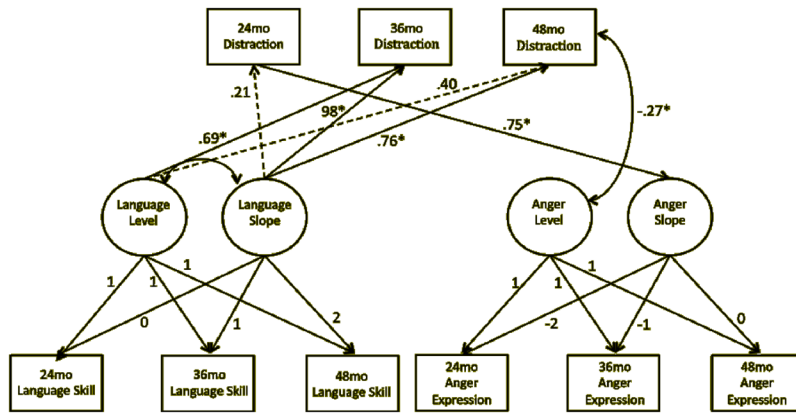 24mo
Distraction
36mo
Distraction
48mo
Distraction
.21
.69*
98*
.40
.76*
.75*
-.27*
Language
Level
Language
Slope
Anger
Level
Anger
Slope
1
1
1
0
1
2
1
1
1
-2
-1
0
24mo
Language Skill
36mo
Language Skill
48mo
Language Skill
24mo
Anger
Expression
36mo
Anger
Expression
48mo
Anger
Expression